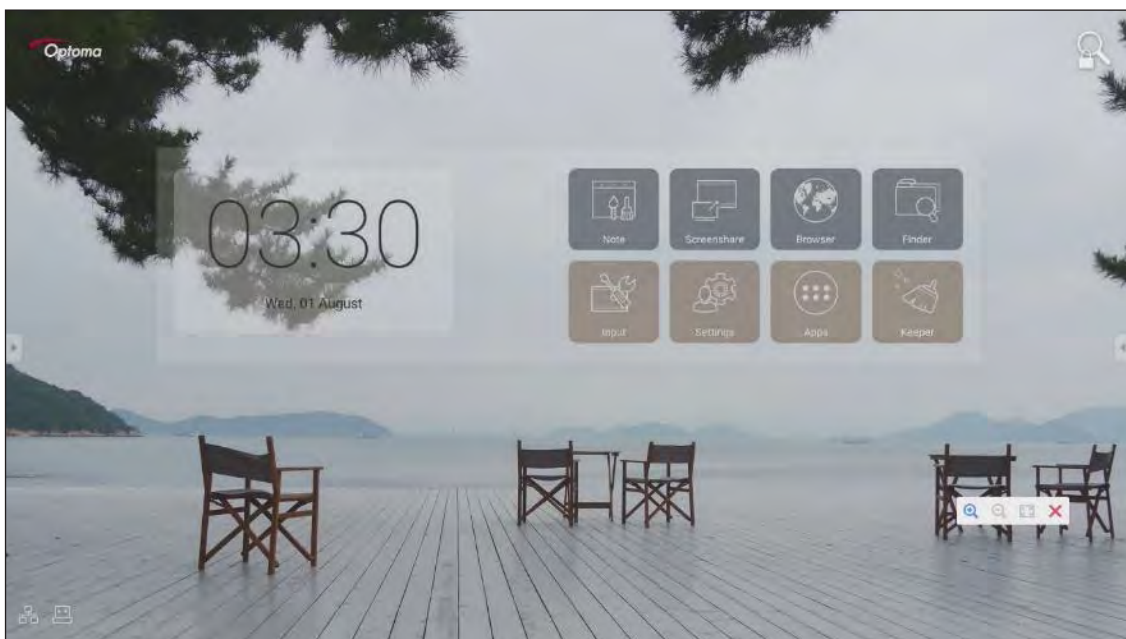 Optoma
03:30
Wed, 01 August
Note Screenshare Browser Finder
Input Settings Apps Keeper